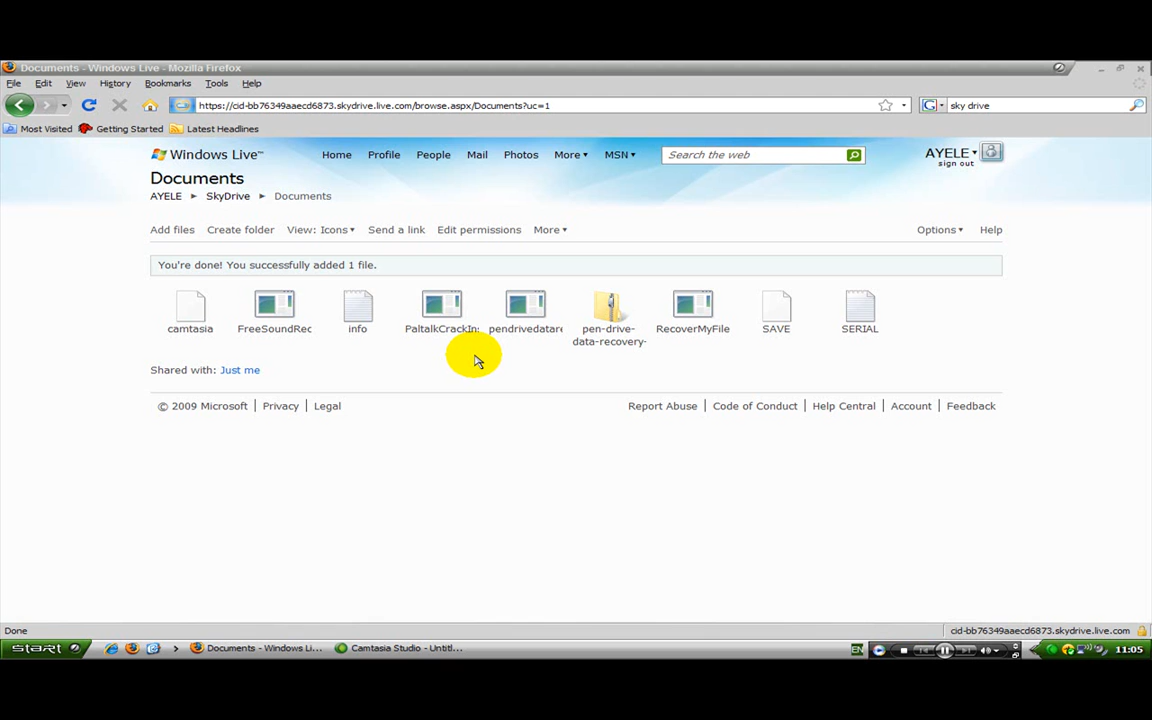 Documents - Windows Live - Mozilla Firefox
File Edit View History Bookmarks Tools Help
https://cid-bb76349aaecd6873.skydrive.live.com/browse.aspx/Documents?uc=1
sky drive
Most Visited Getting Started Latest Headlines
Windows Live™ Home Profile People Mail Photos More MSN Search the web AYELE
sign out
Documents
AYELE SkyDrive Documents
Add files Create folder View: Icons Send a link Edit permissions More Options Help
You're done! You successfully added 1 file.
camtasia FreeSoundRec info PaltalkCrackIn pendrivedatare pen-drive- RecoverMyFile SAVE SERIAL
data-recovery-
Shared with: Just me
© 2009 Microsoft Privacy Legal Report Abuse Code of Conduct Help Central Account Feedback
Done cid-bb76349aaecd6873.skydrive.live.com
start Documents - Windows Li... Camtasia Studio - Untitl... EN 11:05